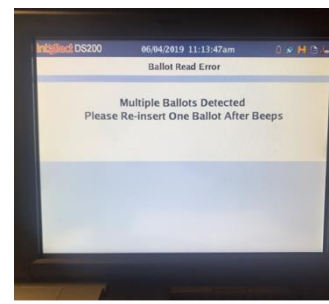 DS200 06/04/2019 11:13:47am
Ballot Read Error
Multiple Ballots Detected
Please Re-insert One Ballot After Beeps